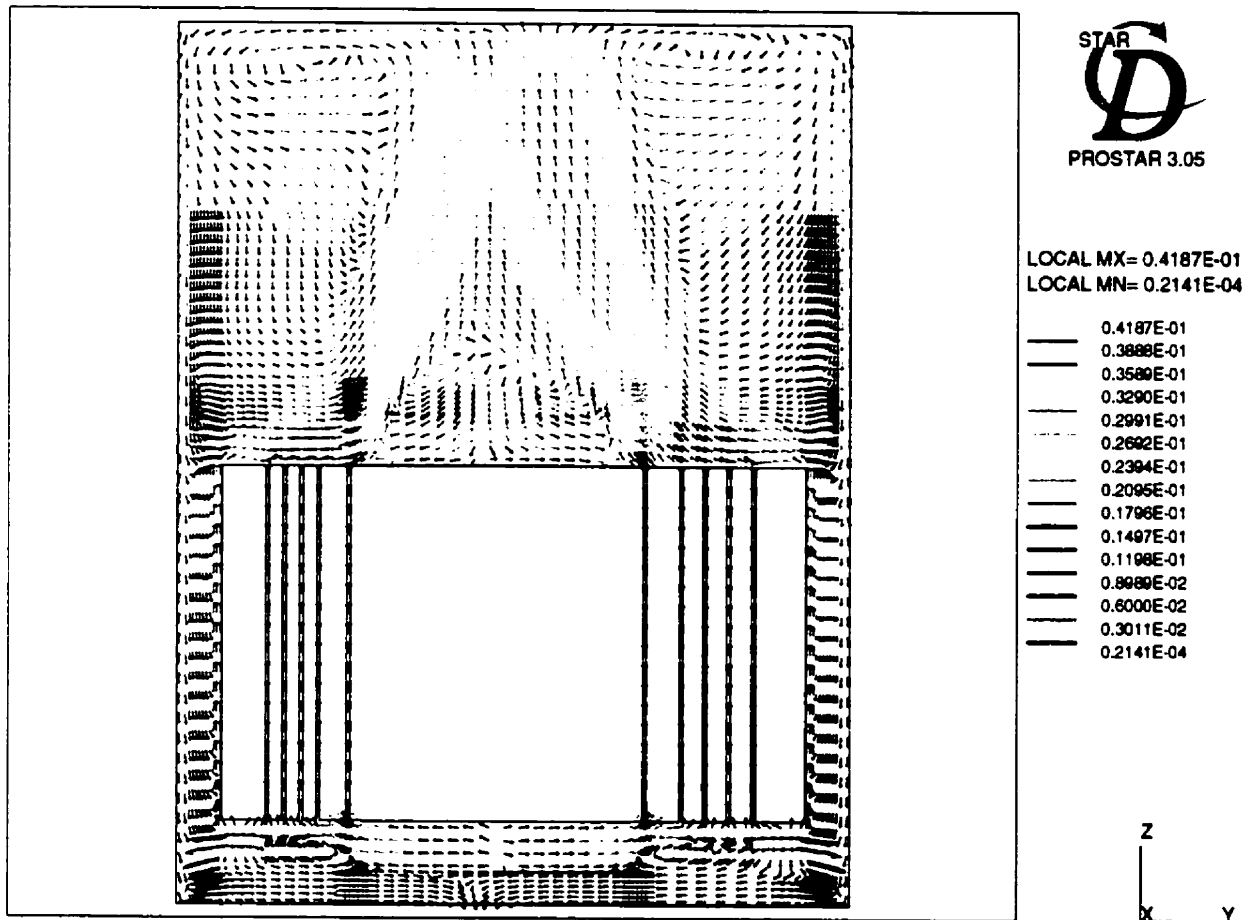 STAR
D
PROSTAR 3.05
LOCAL MX= 0.4187E-01
LOCAL MN= 0.2141E-04
0.4187E-01
0.3888E-01
0.3589E-01
0.3290E-01
0.2991E-01
0.2692E-01
0.2394E-01
0.2095E-01
0.1796E-01
0.1497E-01
0.1198E-01
0.8989E-02
0.6000E-02
0.3011E-02
0.2141E-04
Z
X Y